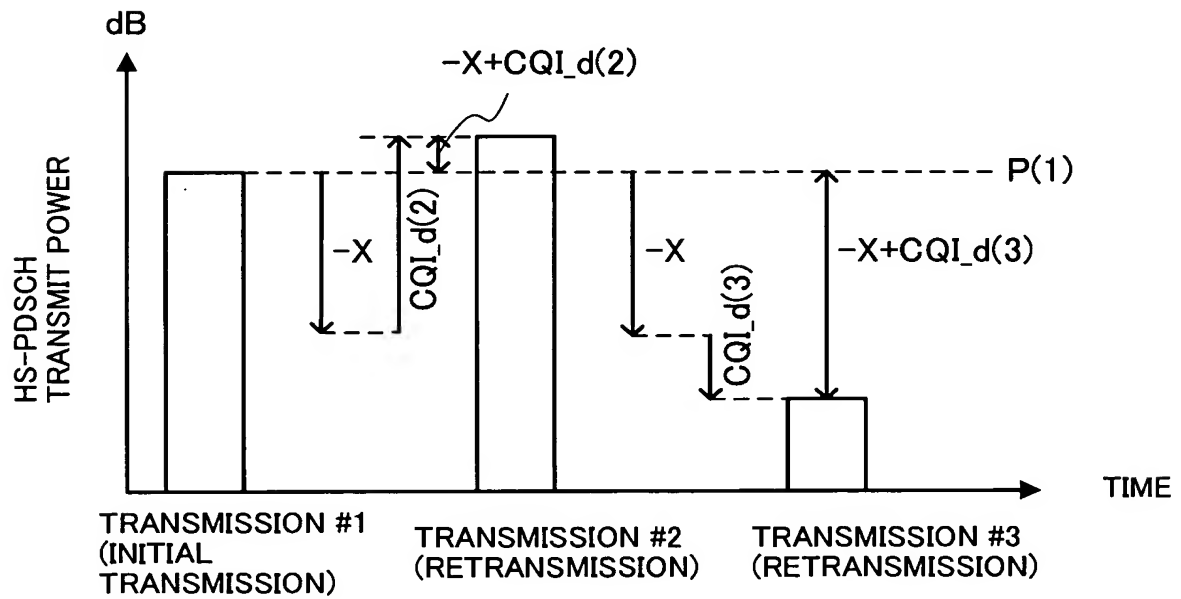 dB
-X+CQI_d(2)
HS-PDSCH
TRANSMIT POWER
P(1)
-X
CQI_d(2)
-X
CQI_d(3)
-X+CQI_d(3)
TIME
TRANSMISSION #1
(INITIAL
TRANSMISSION)
TRANSMISSION #2
(RETRANSMISSION)
TRANSMISSION #3
(RETRANSMISSION)